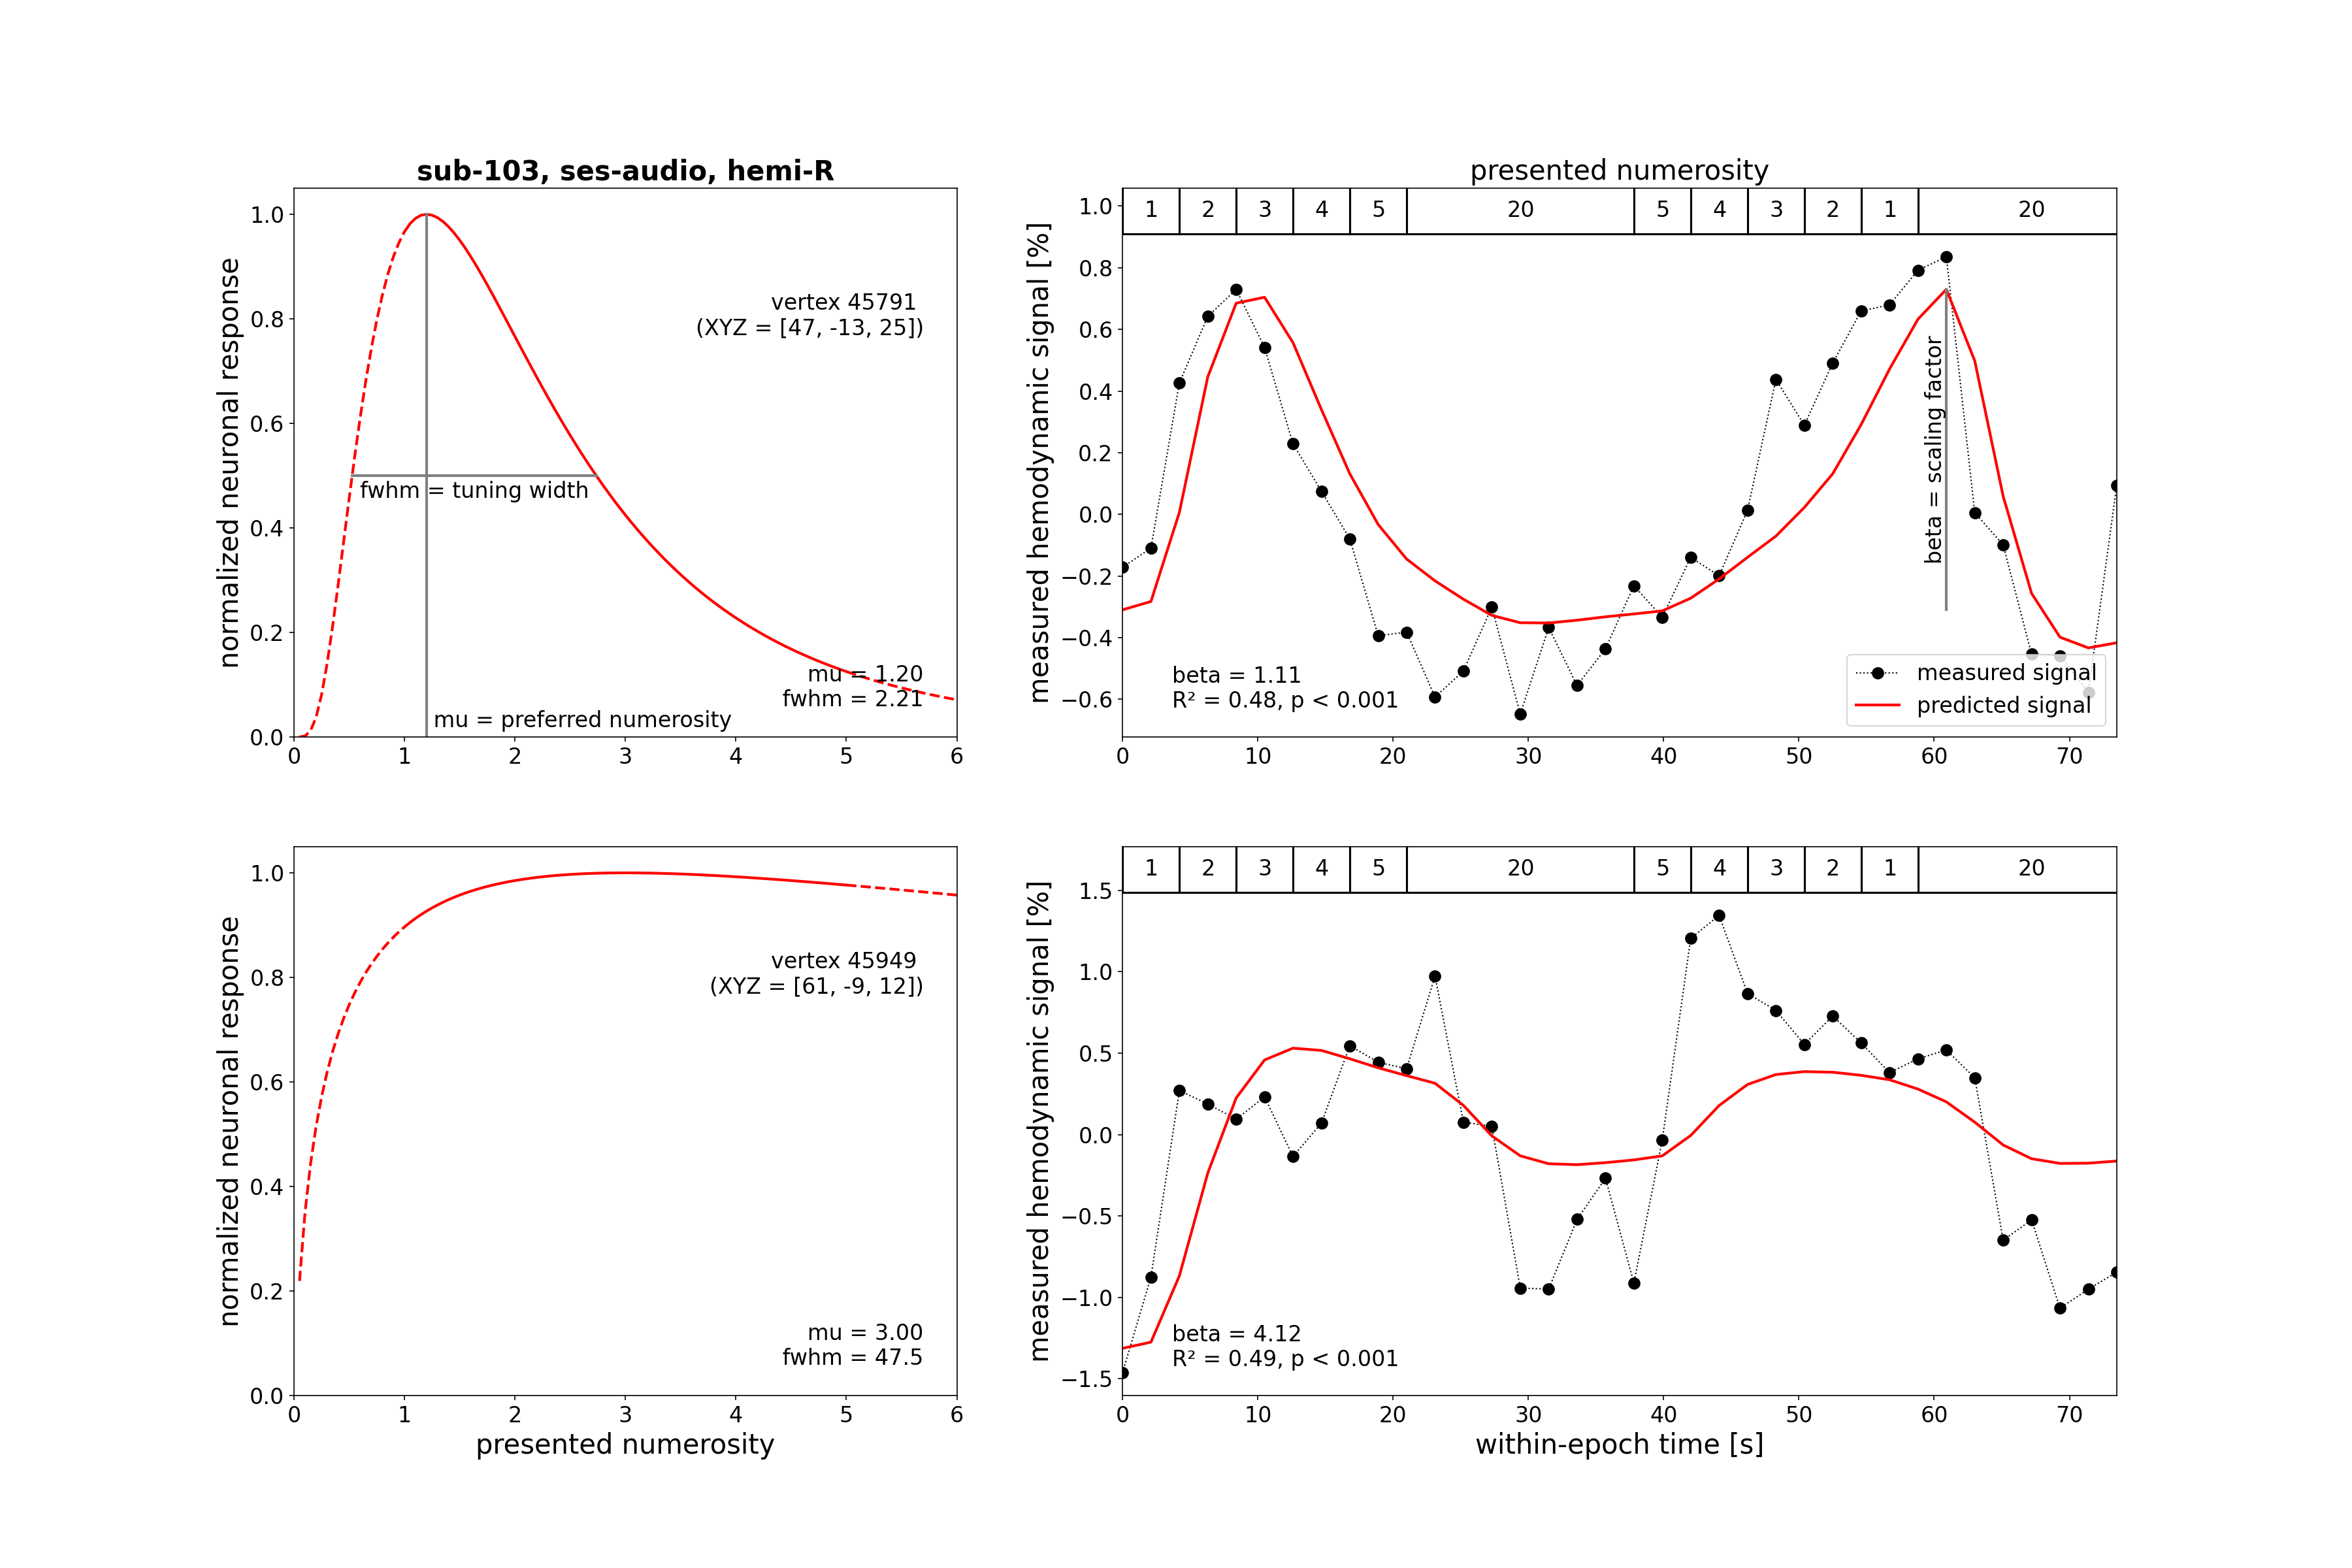 sub-103, ses-audio, hemi-R
normalized neuronal response
1.0
0.8
0.6
0.4
0.2
0.0
vertex 45791
(XYZ = [47, -13, 25])
fwhm = tuning width
mu = 1.20
fwhm = 2.21
mu = preferred numerosity
0 1 2 3 4 5 6
presented numerosity
1 2 3 4 5 20 5 4 3 2 1 20
measured hemodynamic signal [%]
1.0
0.8
0.6
0.4
0.2
0.0
−0.2
−0.4
−0.6
beta = scaling factor
beta = 1.11
R² = 0.48, p < 0.001
measured signal
predicted signal
0 10 20 30 40 50 60 70
normalized neuronal response
1.0
0.8
0.6
0.4
0.2
0.0
vertex 45949
(XYZ = [61, -9, 12])
mu = 3.00
fwhm = 47.5
0 1 2 3 4 5 6
presented numerosity
1 2 3 4 5 20 5 4 3 2 1 20
measured hemodynamic signal [%]
1.5
1.0
0.5
0.0
−0.5
−1.0
−1.5
beta = 4.12
R² = 0.49, p < 0.001
0 10 20 30 40 50 60 70
within-epoch time [s]